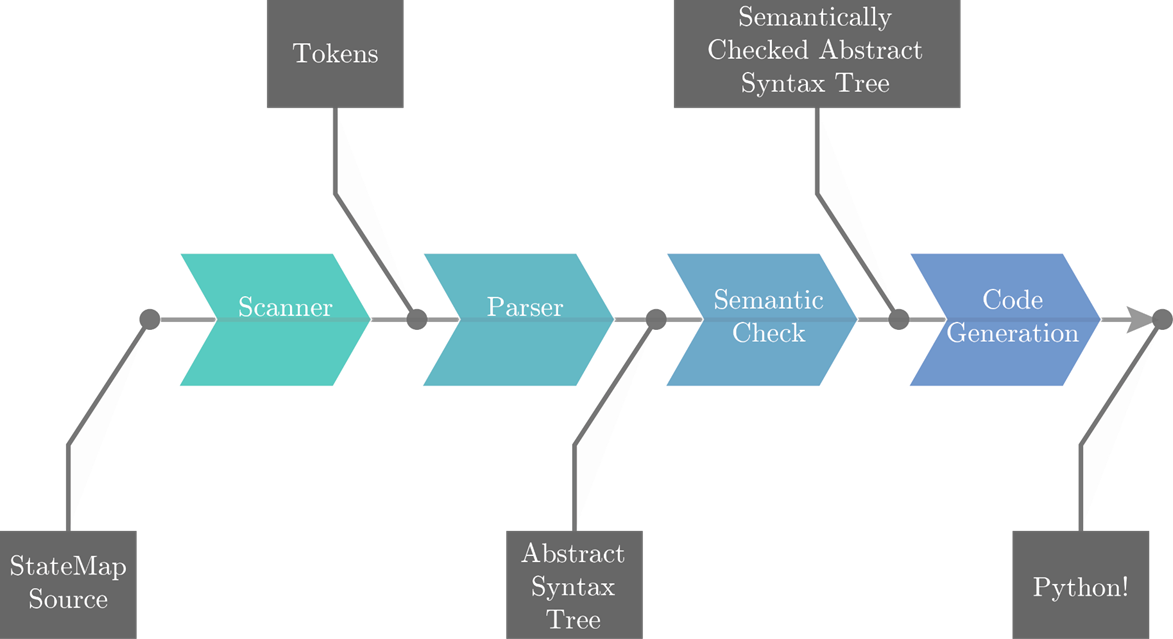 Tokens
Semantically
Checked Abstract
Syntax Tree
Scanner
Parser
Semantic
Check
Code
Generation
StateMap
Source
Abstract
Syntax
Tree
Python!